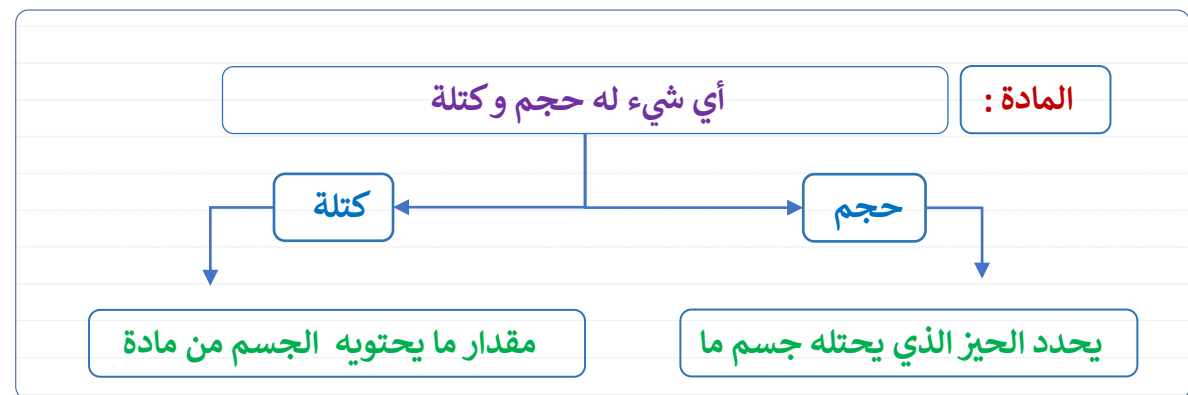 المادة : أي شيء له حجم و كتلة
حجم كتلة
يحدد الحيز الذي يحتله جسم ما مقدار ما يحتويه الجسم من مادة